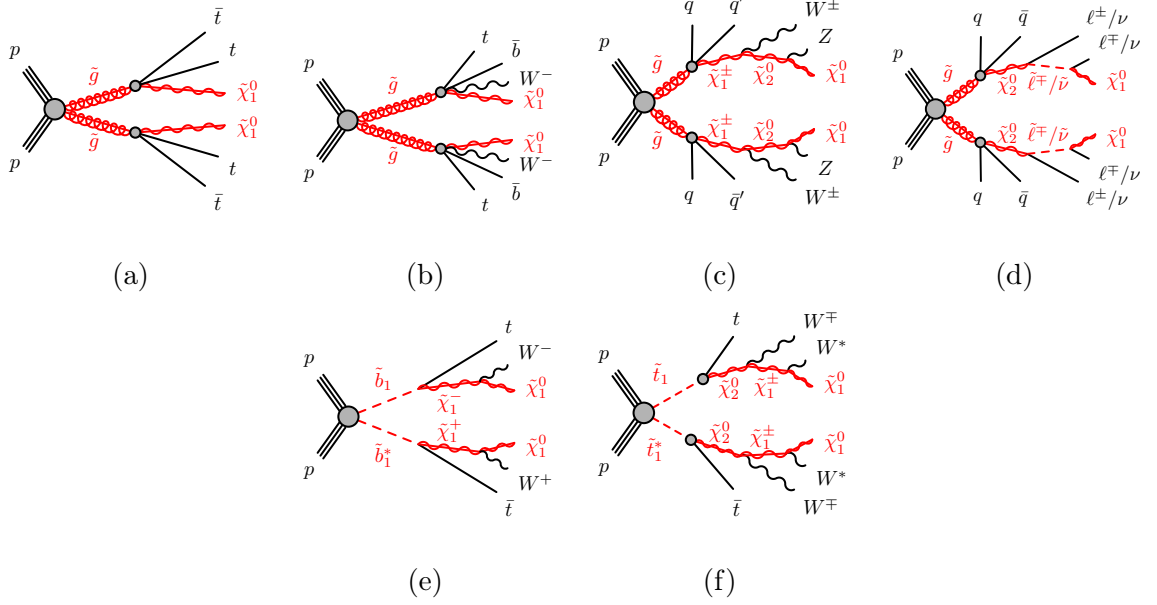 p
t̄
t
g̃
χ̃₁⁰
g̃
χ̃₁⁰
p
t
t̄
(a)
p
t
b̄
W⁻
g̃
χ̃₁⁰
g̃
χ̃₁⁰
W⁻
p
b̄
t
(b)
q q′ W±
p
Z
g̃ χ̃₁± χ̃₂⁰ χ̃₁⁰
g̃ χ̃₁± χ̃₂⁰ χ̃₁⁰
p
Z
q q̄′ W±
(c)
q q̄ ℓ±/ν
ℓ∓/ν
p
g̃ χ̃₂⁰ ℓ̃∓/ν̃ χ̃₁⁰
g̃ χ̃₂⁰ ℓ̃∓/ν̃ χ̃₁⁰
p
ℓ∓/ν
q q̄ ℓ±/ν
(d)
t
p
W⁻
b̃₁
χ̃₁⁻ χ̃₁⁰
χ̃₁⁺ χ̃₁⁰
b̃₁*
p
W⁺
t̄
(e)
t W∓
p
W*
t̃₁
χ̃₂⁰ χ̃₁± χ̃₁⁰
χ̃₂⁰ χ̃₁± χ̃₁⁰
t̃₁*
p
W*
t̄ W∓
(f)